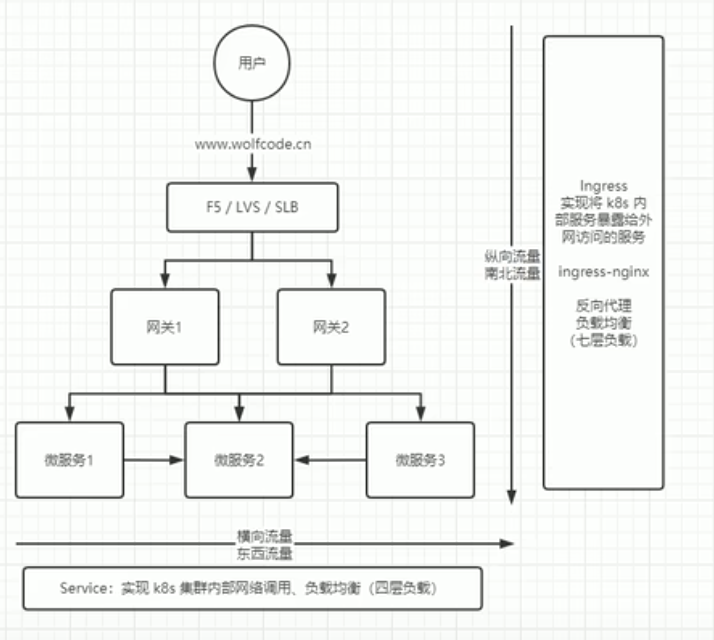 用户
www.wolfcode.cn
F5 / LVS / SLB
网关1
网关2
微服务1
微服务2
微服务3
横向流量
东西流量
Service：实现 k8s 集群内部网络调用、负载均衡（四层负载）
纵向流量
南北流量
Ingress
实现将 k8s 内
部服务暴露给外
网访问的服务
ingress-nginx
反向代理
负载均衡
（七层负载）